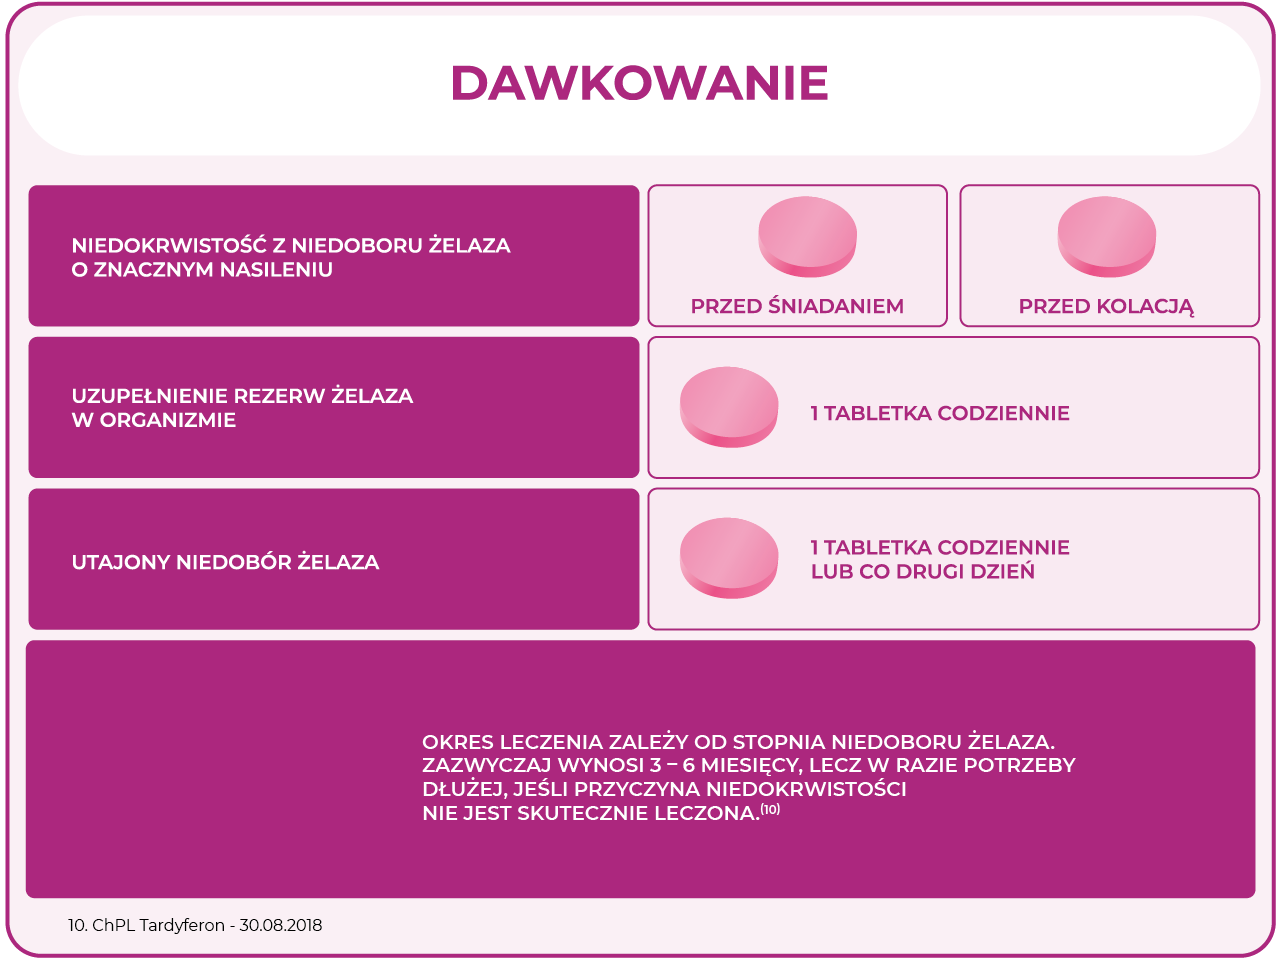 DAWKOWANIE
NIEDOKRWISTOŚĆ Z NIEDOBORU ŻELAZA
O ZNACZNYM NASILENIU
PRZED ŚNIADANIEM
PRZED KOLACJĄ
UZUPEŁNIENIE REZERW ŻELAZA
W ORGANIZMIE
1 TABLETKA CODZIENNIE
UTAJONY NIEDOBÓR ŻELAZA
1 TABLETKA CODZIENNIE
LUB CO DRUGI DZIEŃ
OKRES LECZENIA ZALEŻY OD STOPNIA NIEDOBORU ŻELAZA.
ZAZWYCZAJ WYNOSI 3 – 6 MIESIĘCY, LECZ W RAZIE POTRZEBY
DŁUŻEJ, JEŚLI PRZYCZYNA NIEDOKRWISTOŚCI
NIE JEST SKUTECZNIE LECZONA.(10)
10. ChPL Tardyferon - 30.08.2018